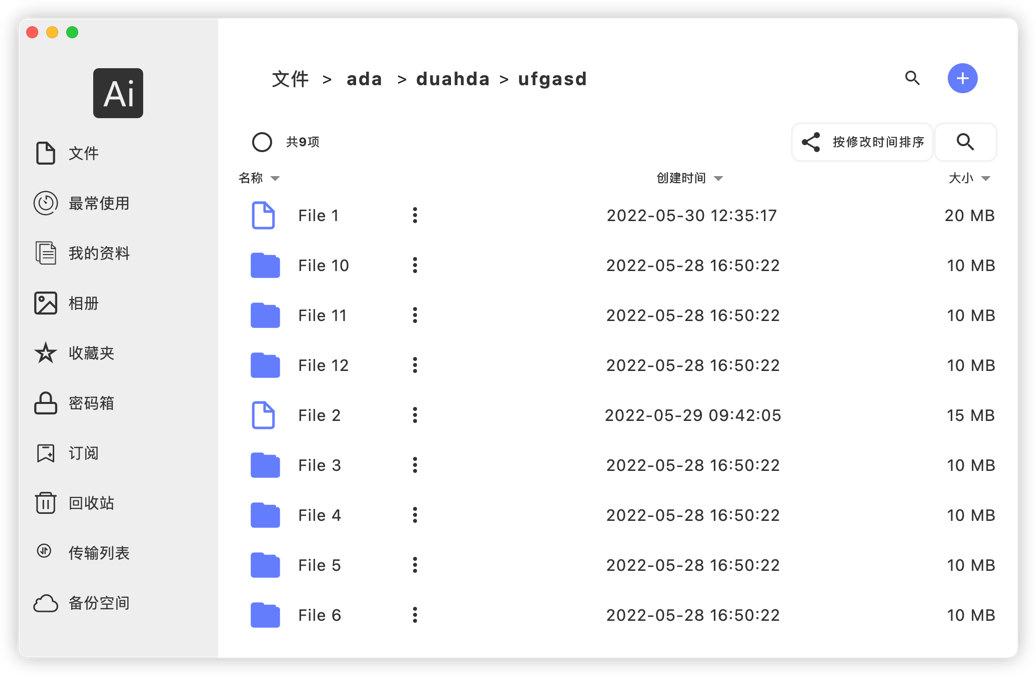 Ai
文件
最常使用
我的资料
相册
收藏夹
密码箱
订阅
回收站
传输列表
备份空间
文件 > ada > duahda > ufgasd
共9项
按修改时间排序
名称 创建时间 大小
File 1 2022-05-30 12:35:17 20 MB
File 10 2022-05-28 16:50:22 10 MB
File 11 2022-05-28 16:50:22 10 MB
File 12 2022-05-28 16:50:22 10 MB
File 2 2022-05-29 09:42:05 15 MB
File 3 2022-05-28 16:50:22 10 MB
File 4 2022-05-28 16:50:22 10 MB
File 5 2022-05-28 16:50:22 10 MB
File 6 2022-05-28 16:50:22 10 MB